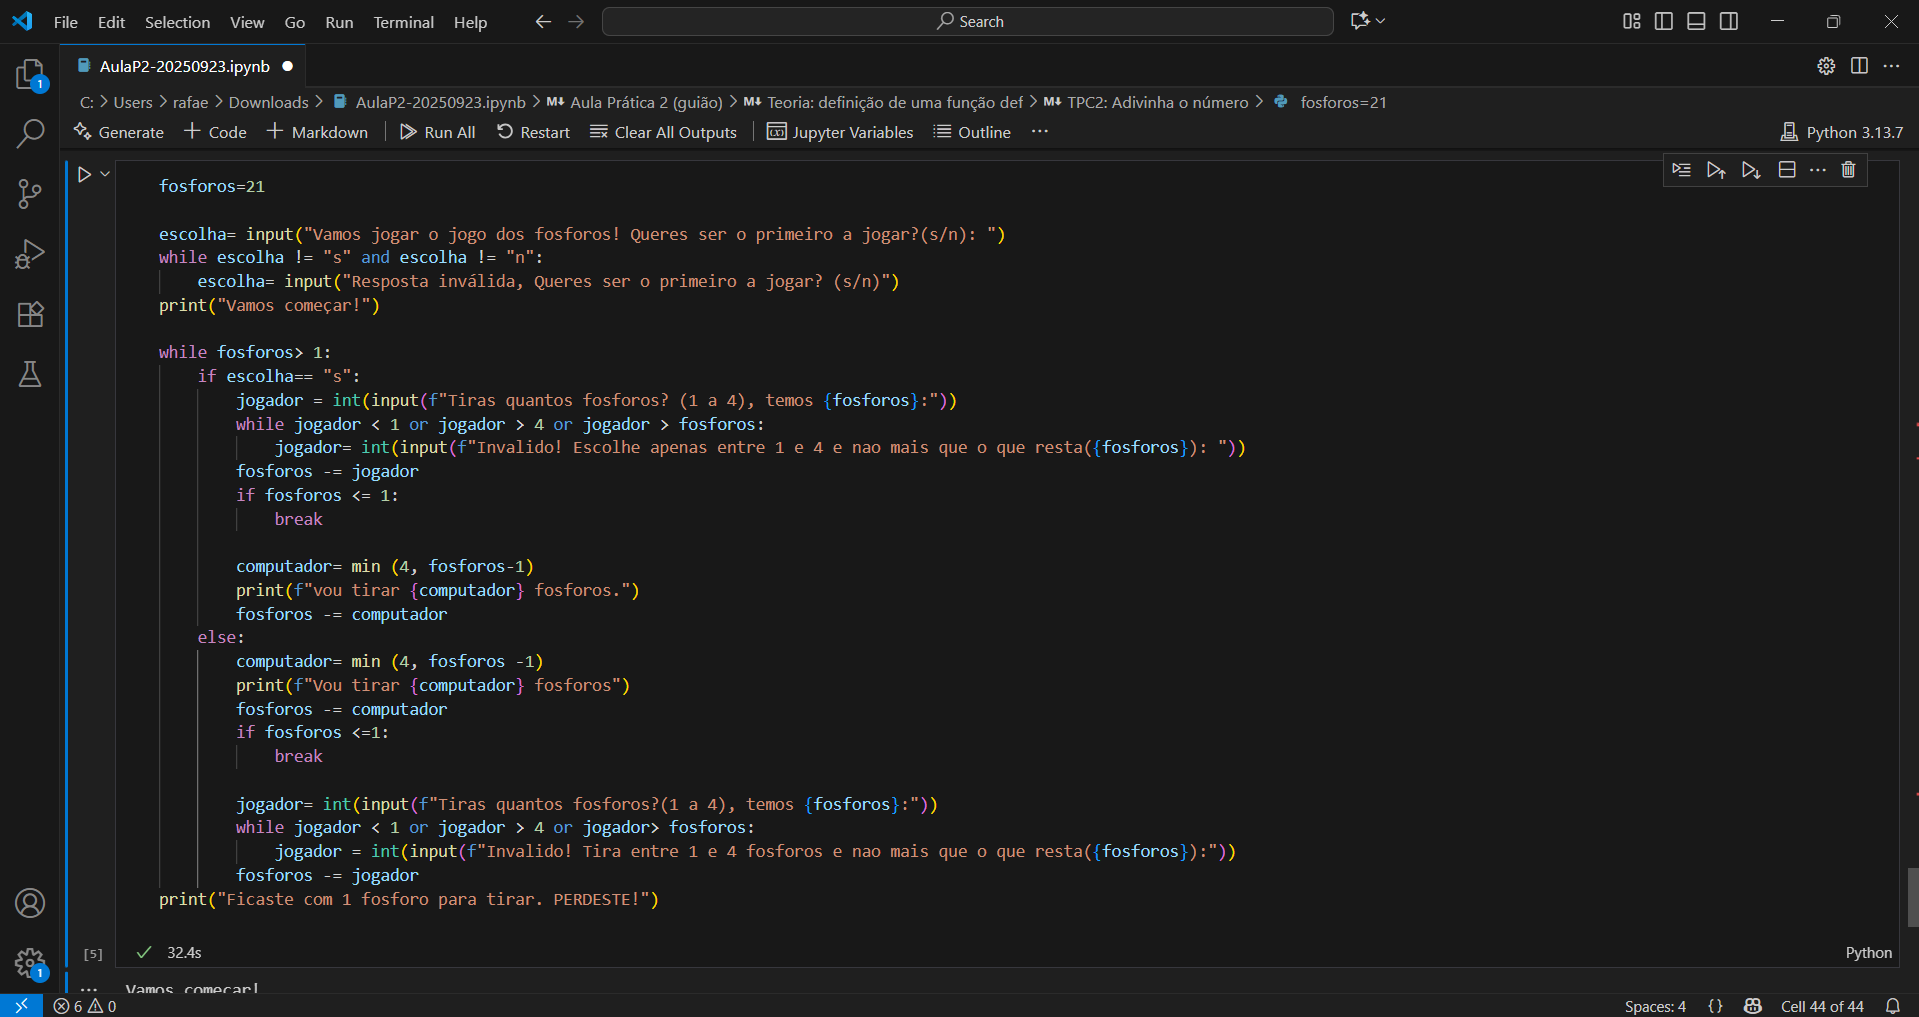 File Edit Selection View Go Run Terminal Help Search
AulaP2-20250923.ipynb
C: > Users > rafae > Downloads > AulaP2-20250923.ipynb > M↓ Aula Prática 2 (guião) > M↓ Teoria: definição de uma função def > M↓ TPC2: Adivinha o número > fosforos=21
Generate + Code + Markdown Run All Restart Clear All Outputs Jupyter Variables Outline ··· Python 3.13.7
fosforos=21
escolha= input("Vamos jogar o jogo dos fosforos! Queres ser o primeiro a jogar?(s/n): ")
while escolha != "s" and escolha != "n":
    escolha= input("Resposta inválida, Queres ser o primeiro a jogar? (s/n)")
print("Vamos começar!")
while fosforos> 1:
    if escolha== "s":
        jogador = int(input(f"Tiras quantos fosforos? (1 a 4), temos {fosforos}:"))
        while jogador < 1 or jogador > 4 or jogador > fosforos:
            jogador= int(input(f"Invalido! Escolhe apenas entre 1 e 4 e nao mais que o que resta({fosforos}): "))
        fosforos -= jogador
        if fosforos <= 1:
            break
        computador= min (4, fosforos-1)
        print(f"vou tirar {computador} fosforos.")
        fosforos -= computador
    else:
        computador= min (4, fosforos -1)
        print(f"Vou tirar {computador} fosforos")
        fosforos -= computador
        if fosforos <=1:
            break
        jogador= int(input(f"Tiras quantos fosforos?(1 a 4), temos {fosforos}:"))
        while jogador < 1 or jogador > 4 or jogador> fosforos:
            jogador = int(input(f"Invalido! Tira entre 1 e 4 fosforos e nao mais que o que resta({fosforos}):"))
        fosforos -= jogador
print("Ficaste com 1 fosforo para tirar. PERDESTE!")
[5] 32.4s Python
Vamos começar!
6 0 Spaces: 4 {} Cell 44 of 44
1
1